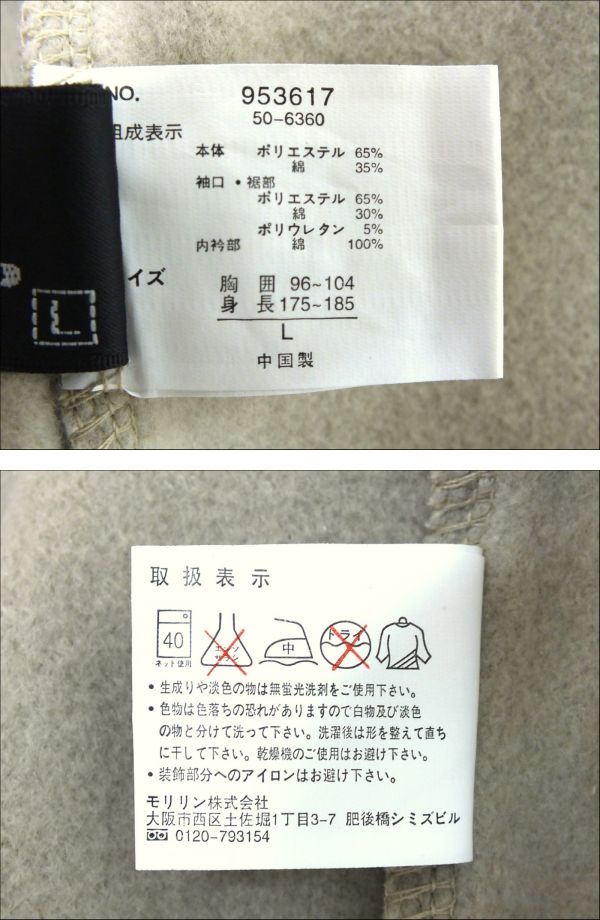 NO. 953617
50-6360
組成表示
本体 ポリエステル 65%
綿 35%
袖口・裾部
ポリエステル 65%
綿 30%
ポリウレタン 5%
内衿部 綿 100%
イズ
胸囲 96~104
身長 175~185
L
中国製
L
取扱表示
40
ネット使用
エンソ
サラシ
中
ドライ
• 生成りや淡色の物は無蛍光洗剤をご使用下さい。
• 色物は色落ちの恐れがありますので白物及び淡色
の物と分けて洗って下さい。洗濯後は形を整えて直ち
に干して下さい。乾燥機のご使用はお避け下さい。
• 装飾部分へのアイロンはお避け下さい。
モリリン株式会社
大阪市西区土佐堀1丁目3-7 肥後橋シミズビル
0120-793154